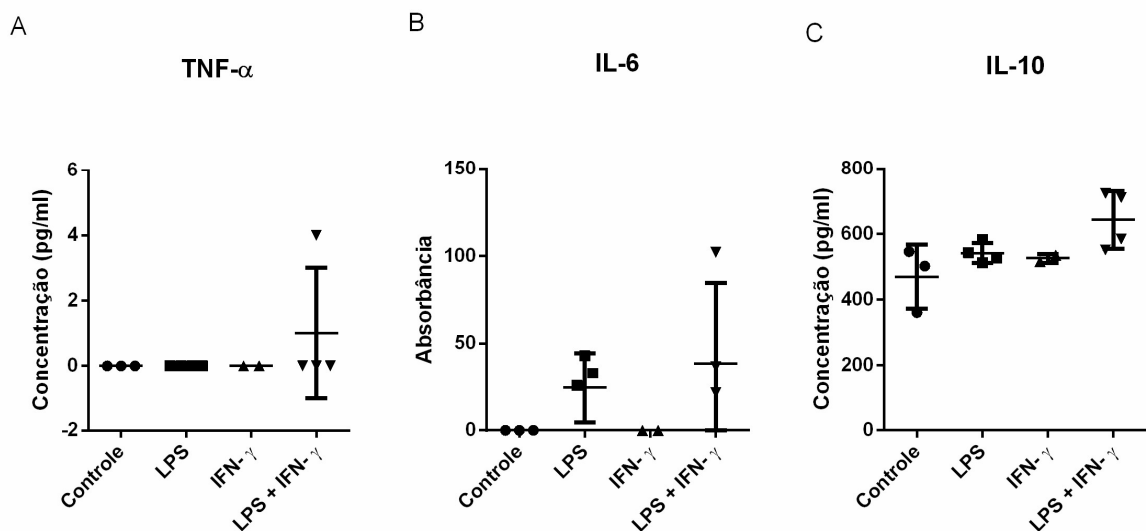 A
TNF-α
Concentração (pg/ml)
6
4
2
0
-2
Controle
LPS
IFN- γ
LPS + IFN- γ
B
IL-6
Absorbância
150
100
50
0
Controle
LPS
IFN- γ
LPS + IFN- γ
C
IL-10
Concentração (pg/ml)
800
600
400
200
0
Controle
LPS
IFN- γ
LPS + IFN- γ